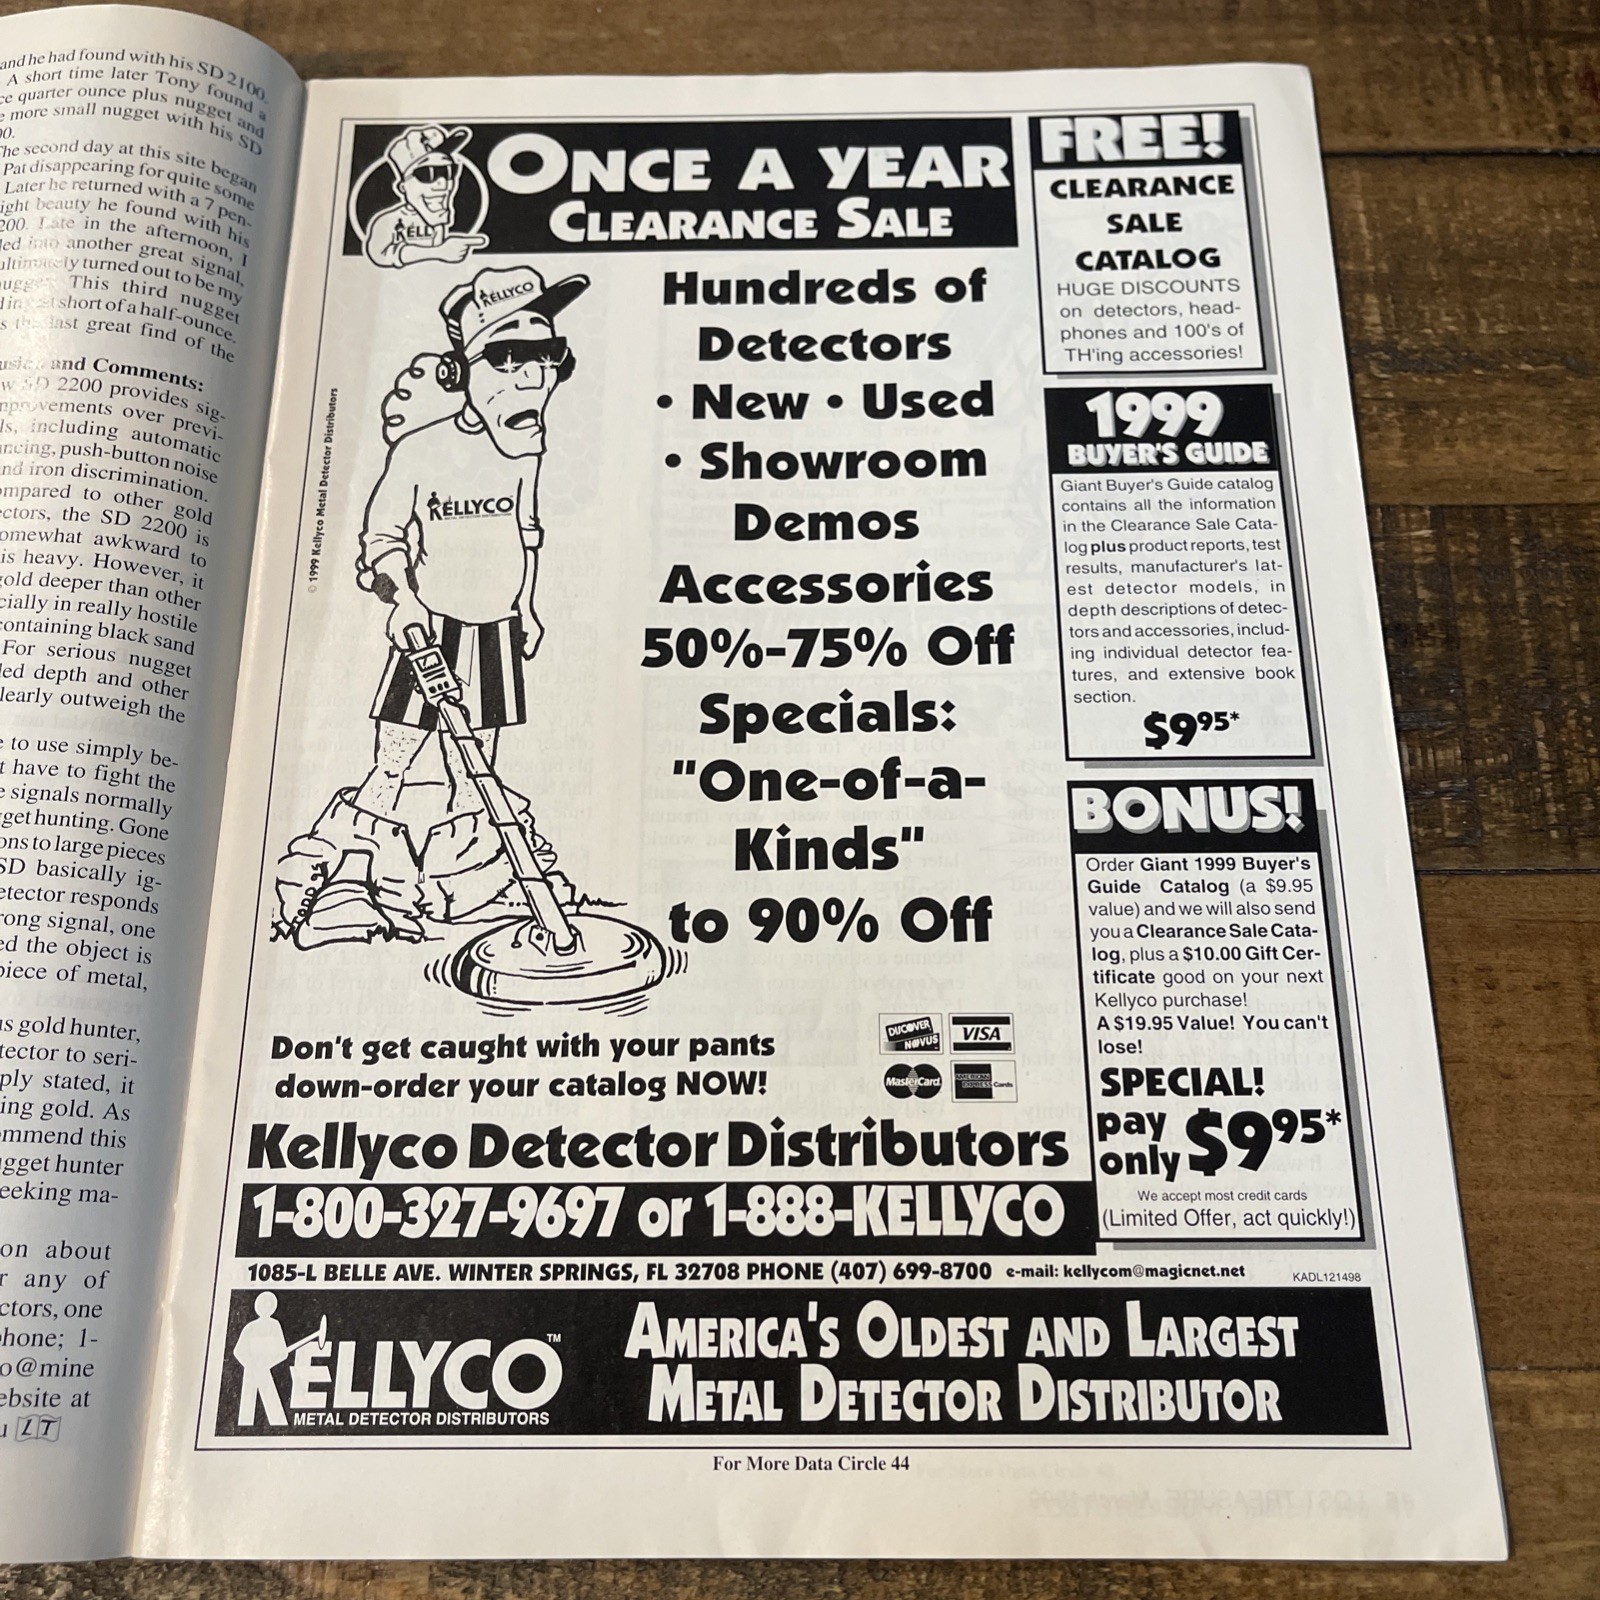 and he had found with his SD 2100.
A short time later Tony found a
quarter ounce plus nugget and
more small nugget with his SD
second day at this site began
Pat disappearing for quite some
Later he returned with a 7 pen-
beauty he found with his
Late in the afternoon, I
into another great signal,
ultimately turned out to be my
This third nugget
short of a half-ounce.
last great find of the
and Comments:
SD 2200 provides sig-
improvements over previ-
including automatic
push-button noise
and iron discrimination.
compared to other gold
the SD 2200 is
somewhat awkward to
is heavy. However, it
gold deeper than other
in really hostile
containing black sand
For serious nugget
depth and other
clearly outweigh the
to use simply be-
have to fight the
signals normally
hunting. Gone
to large pieces
SD basically ig-
detector responds
signal, one
the object is
piece of metal,
gold hunter,
to seri-
stated, it
gold. As
this
hunter
seeking ma-
about
any of
one
phone; 1-
o@mine
website at
LT
ONCE A YEAR
CLEARANCE SALE
KELL
KELLYCO
KELLYCO
METAL DETECTOR DISTRIBUTORS
© 1999 Kellyco Metal Detector Distributors
TODD 95
Hundreds of
Detectors
• New • Used
• Showroom
Demos
Accessories
50%-75% Off
Specials:
"One-of-a-
Kinds"
to 90% Off
Don't get caught with your pants
down-order your catalog NOW!
DISCOVER
NOVUS
VISA
MasterCard
AMERICAN
EXPRESS Cards
Kellyco Detector Distributors
1-800-327-9697 or 1-888-KELLYCO
1085-L BELLE AVE. WINTER SPRINGS, FL 32708 PHONE (407) 699-8700 e-mail: kellycom@magicnet.net
KADL121498
KELLYCO™
METAL DETECTOR DISTRIBUTORS
AMERICA'S OLDEST AND LARGEST
METAL DETECTOR DISTRIBUTOR
FREE!
CLEARANCE
SALE
CATALOG
HUGE DISCOUNTS
on detectors, head-
phones and 100's of
TH'ing accessories!
1999
BUYER'S GUIDE
Giant Buyer's Guide catalog
contains all the information
in the Clearance Sale Cata-
log plus product reports, test
results, manufacturer's lat-
est detector models, in
depth descriptions of detec-
tors and accessories, includ-
ing individual detector fea-
tures, and extensive book
section.
$9.95*
BONUS!
Order Giant 1999 Buyer's
Guide Catalog (a $9.95
value) and we will also send
you a Clearance Sale Cata-
log, plus a $10.00 Gift Cer-
tificate good on your next
Kellyco purchase!
A $19.95 Value! You can't
lose!
SPECIAL!
pay
only $9.95*
We accept most credit cards
(Limited Offer, act quickly!)
For More Data Circle 44